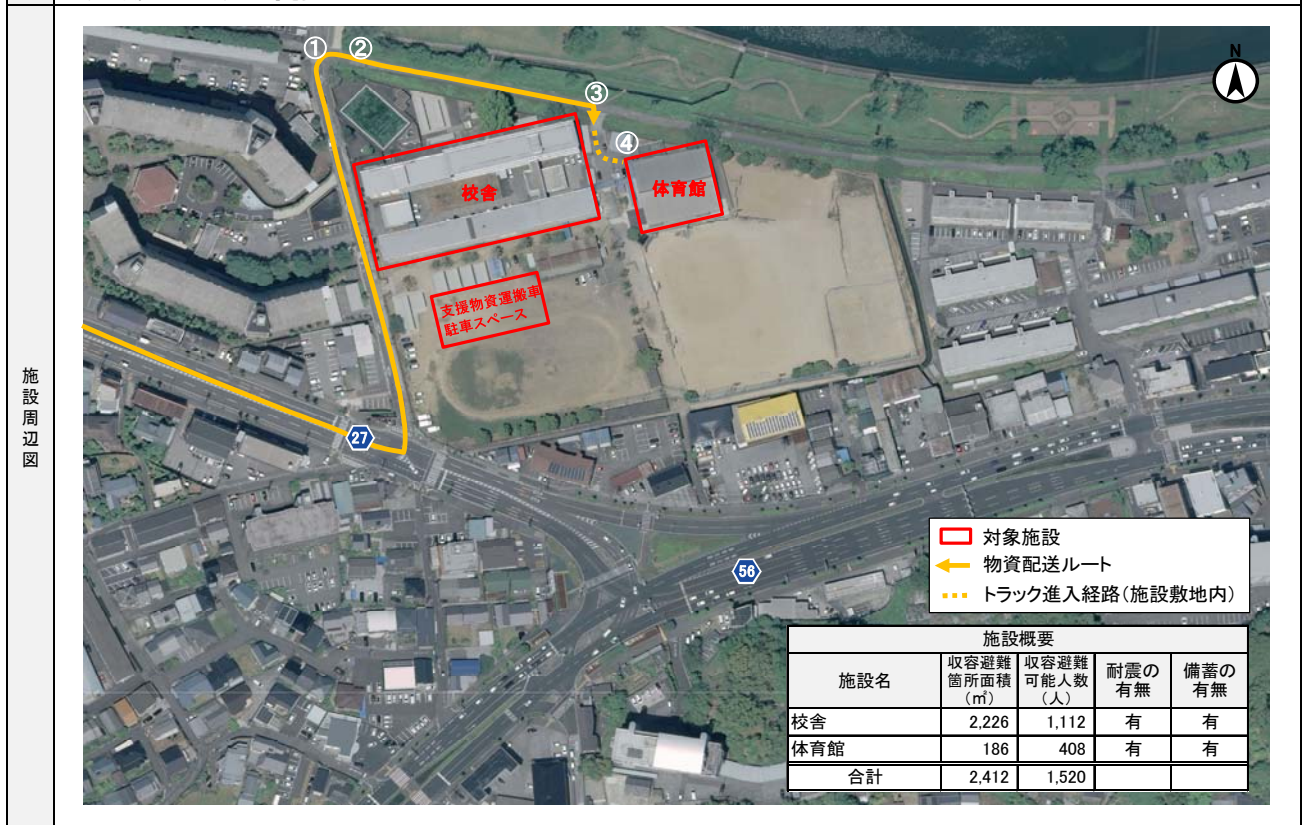 施設周辺図
N
① ②
③
④
校舎
体育館
支援物資運搬車
駐車スペース
27
56
対象施設
物資配送ルート
トラック進入経路(施設敷地内)
施設概要
施設名 収容避難箇所面積(㎡) 収容避難可能人数(人) 耐震の有無 備蓄の有無
校舎 2,226 1,112 有 有
体育館 186 408 有 有
合計 2,412 1,520